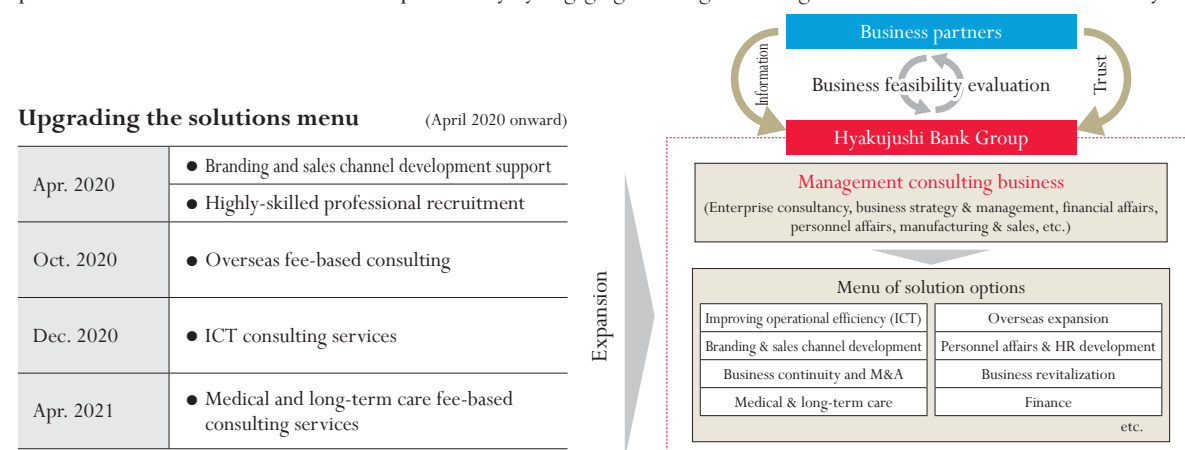 Upgrading the solutions menu (April 2020 onward)
Apr. 2020
● Branding and sales channel development support
● Highly-skilled professional recruitment
Oct. 2020
● Overseas fee-based consulting
Dec. 2020
● ICT consulting services
Apr. 2021
● Medical and long-term care fee-based
consulting services
Expansion
Business partners
Information
Business feasibility evaluation
Trust
Hyakujushi Bank Group
Management consulting business
(Enterprise consultancy, business strategy & management, financial affairs,
personnel affairs, manufacturing & sales, etc.)
Menu of solution options
Improving operational efficiency (ICT)
Overseas expansion
Branding & sales channel development
Personnel affairs & HR development
Business continuity and M&A
Business revitalization
Medical & long-term care
Finance
etc.